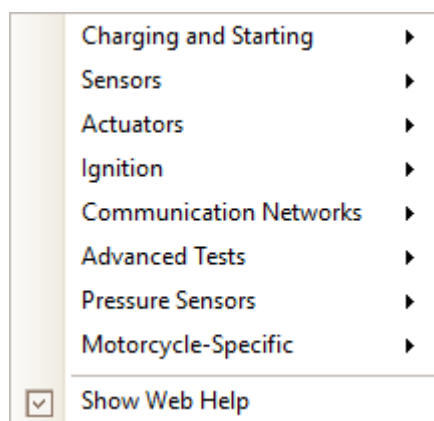 Charging and Starting
Sensors
Actuators
Ignition
Communication Networks
Advanced Tests
Pressure Sensors
Motorcycle-Specific
Show Web Help